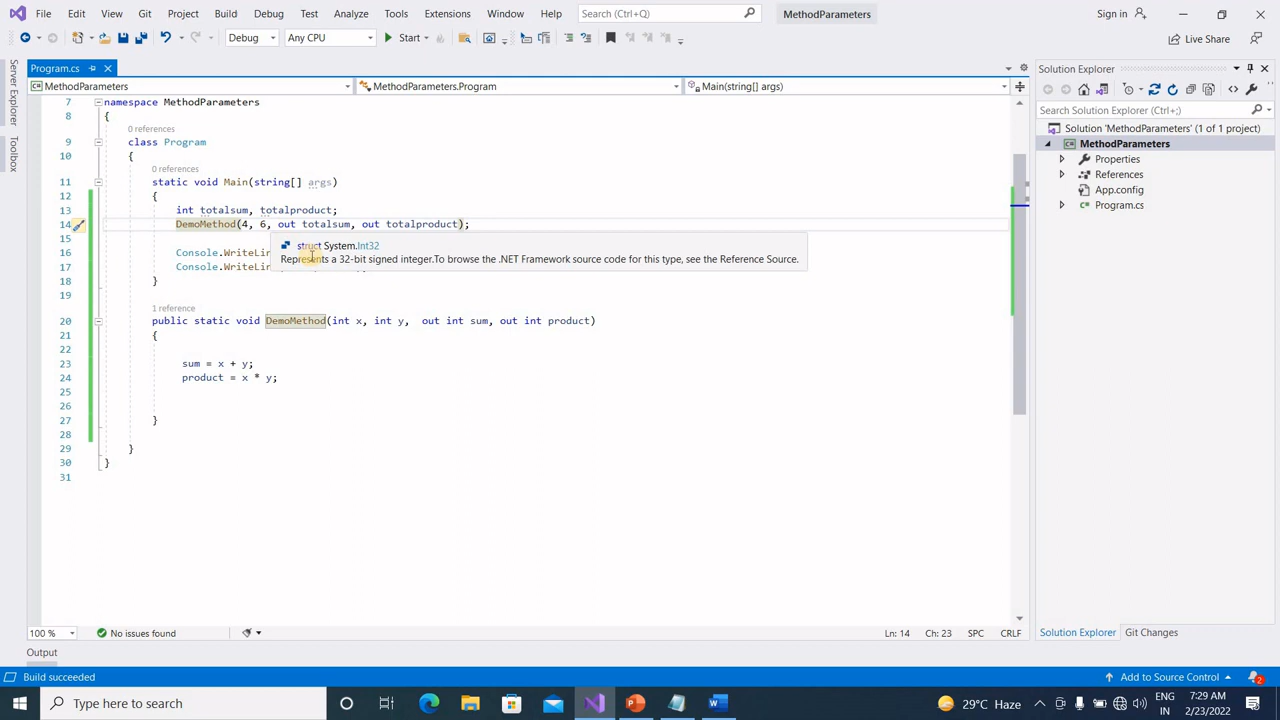 File Edit View Git Project Build Debug Test Analyze Tools Extensions Window Help Search (Ctrl+Q) MethodParameters Sign in
Debug Any CPU Start Live Share
Program.cs
MethodParameters MethodParameters.Program Main(string[] args)
Server Explorer
Toolbox
7 namespace MethodParameters
8 {
0 references
9 class Program
10 {
0 references
11 static void Main(string[] args)
12 {
13 int totalsum, totalproduct;
14 DemoMethod(4, 6, out totalsum, out totalproduct);
15
struct System.Int32
Represents a 32-bit signed integer.To browse the .NET Framework source code for this type, see the Reference Source.
16 Console.WriteLin
17 Console.WriteLin
18 }
19
1 reference
20 public static void DemoMethod(int x, int y, out int sum, out int product)
21 {
22
23 sum = x + y;
24 product = x * y;
25
26
27 }
28
29 }
30 }
31
Solution Explorer
Search Solution Explorer (Ctrl+;)
Solution 'MethodParameters' (1 of 1 project)
MethodParameters
Properties
References
App.config
Program.cs
100 % No issues found Ln: 14 Ch: 23 SPC CRLF
Solution Explorer Git Changes
Output
Build succeeded Add to Source Control 2
Type here to search 29°C Haze ENG IN 7:29 AM 2/23/2022